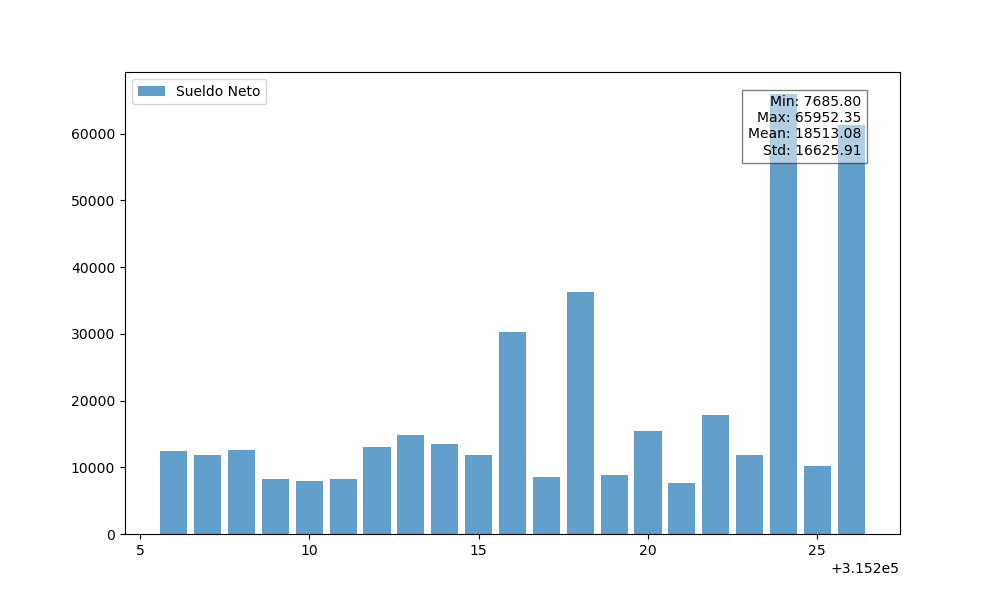 Sueldo Neto
Min: 7685.80
Max: 65952.35
Mean: 18513.08
Std: 16625.91
60000
50000
40000
30000
20000
10000
0
5 10 15 20 25
+3.152e5